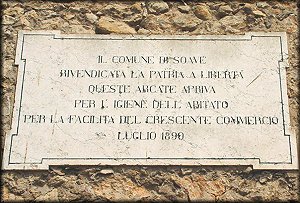 IL COMUNE DI SOAVE
RIVENDICATA LA PATRIA A LIBERTÀ
QUESTE ARCATE APRIVA
PER L'IGIENE DELL'ABITATO
PER LA FACILITÀ DEL CRESCENTE COMMERCIO
LUGLIO 1890